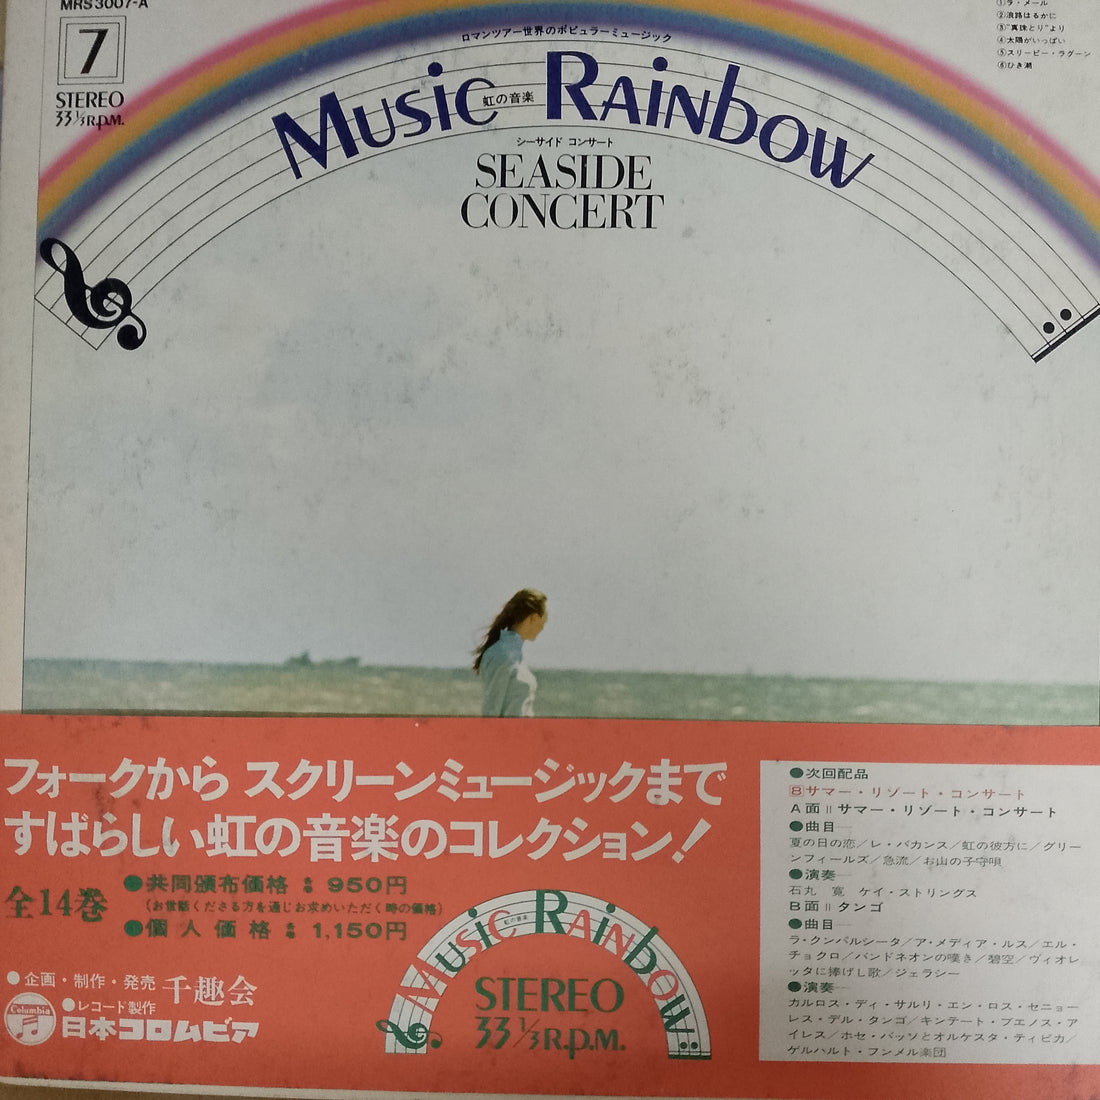 MRS3007-A
7
STEREO
33 1/3 R.p.m.
ロマンツアー世界のポピュラーミュージック
Music 虹の音楽 Rainbow
シーサイド コンサート
SEASIDE
CONCERT
①ラ・メール
②浪路はるかに
③"真珠とり"より
④太陽がいっぱい
⑤スリーピー・ラグーン
⑥ひき潮
フォークから スクリーンミュージックまで
すばらしい虹の音楽のコレクション!
全14巻
●共同頒布価格 各巻 950円
(お世話くださる方を通じお求めいただく時の価格)
●個人価格 各巻 1,150円
●企画・制作・発売 千趣会
Columbia
●レコード製作
日本コロムビア
Music 虹の音楽 Rainbow
STEREO
33 1/3 R.p.m.
●次回配品
⑧サマー・リゾート・コンサート
A面=サマー・リゾート・コンサート
●曲目
夏の日の恋/レ・バカンス/虹の彼方に/グリー
ンフィールズ/急流/お山の子守唄
●演奏
石丸 寛 ケイ・ストリングス
B面=タンゴ
●曲目
ラ・クンパルシータ/ア・メディア・ルス/エル・
チョクロ/バンドネオンの嘆き/碧空/ヴィオレ
ッタに捧げし歌/ジェラシー
●演奏
カルロス・ディ・サルリ・エン・ロス・セニョー
レス・デル・タンゴ/キンテート・ブエノス・ア
イレス/ホセ・バッソとオルケスタ・ティピカ/
ゲルハルト・フンメル楽団